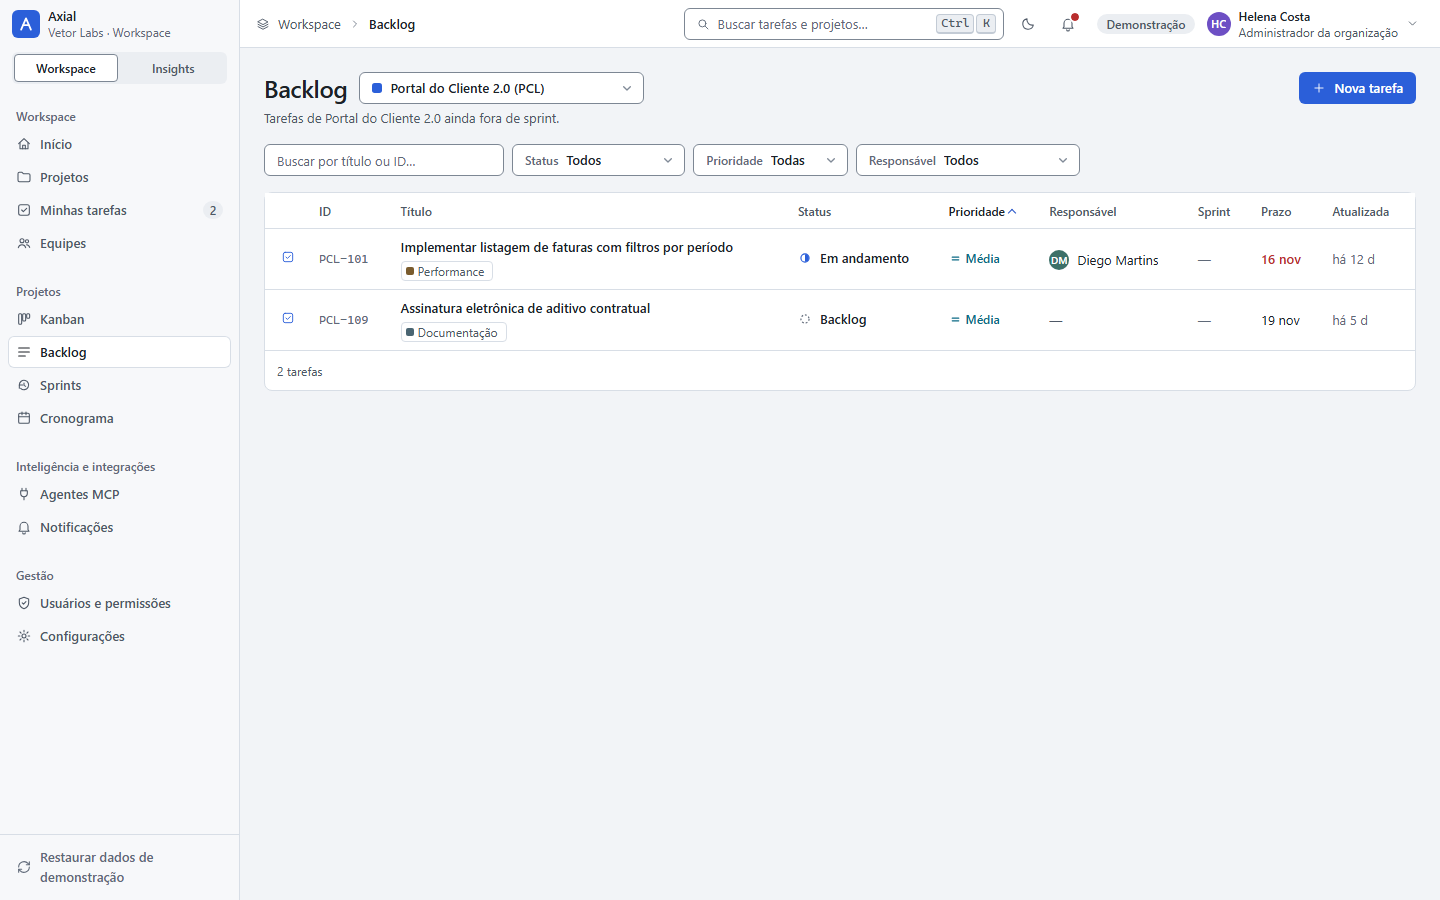 Axial
Vetor Labs · Workspace
Workspace
Insights
Workspace
Início
Projetos
Minhas tarefas 2
Equipes
Projetos
Kanban
Backlog
Sprints
Cronograma
Inteligência e integrações
Agentes MCP
Notificações
Gestão
Usuários e permissões
Configurações
Restaurar dados de
demonstração
Workspace > Backlog
Buscar tarefas e projetos... Ctrl K
Demonstração
HC
Helena Costa
Administrador da organização
Backlog
Portal do Cliente 2.0 (PCL)
Nova tarefa
Tarefas de Portal do Cliente 2.0 ainda fora de sprint.
Buscar por título ou ID...
Status Todos
Prioridade Todas
Responsável Todos
ID Título Status Prioridade Responsável Sprint Prazo Atualizada
PCL-101 Implementar listagem de faturas com filtros por período Em andamento = Média DM Diego Martins — 16 nov há 12 d
Performance
PCL-109 Assinatura eletrônica de aditivo contratual Backlog = Média — — 19 nov há 5 d
Documentação
2 tarefas